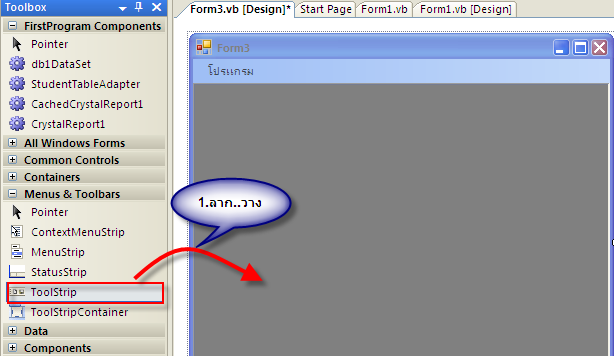 Toolbox
FirstProgram Components
Pointer
db1DataSet
StudentTableAdapter
CachedCrystalReport1
CrystalReport1
All Windows Forms
Common Controls
Containers
Menus & Toolbars
Pointer
ContextMenuStrip
MenuStrip
StatusStrip
ToolStrip
ToolStripContainer
Data
Components
Form3.vb [Design]* Start Page Form1.vb Form1.vb [Design]
Form3
โปรแกรม
1.ลาก..วาง